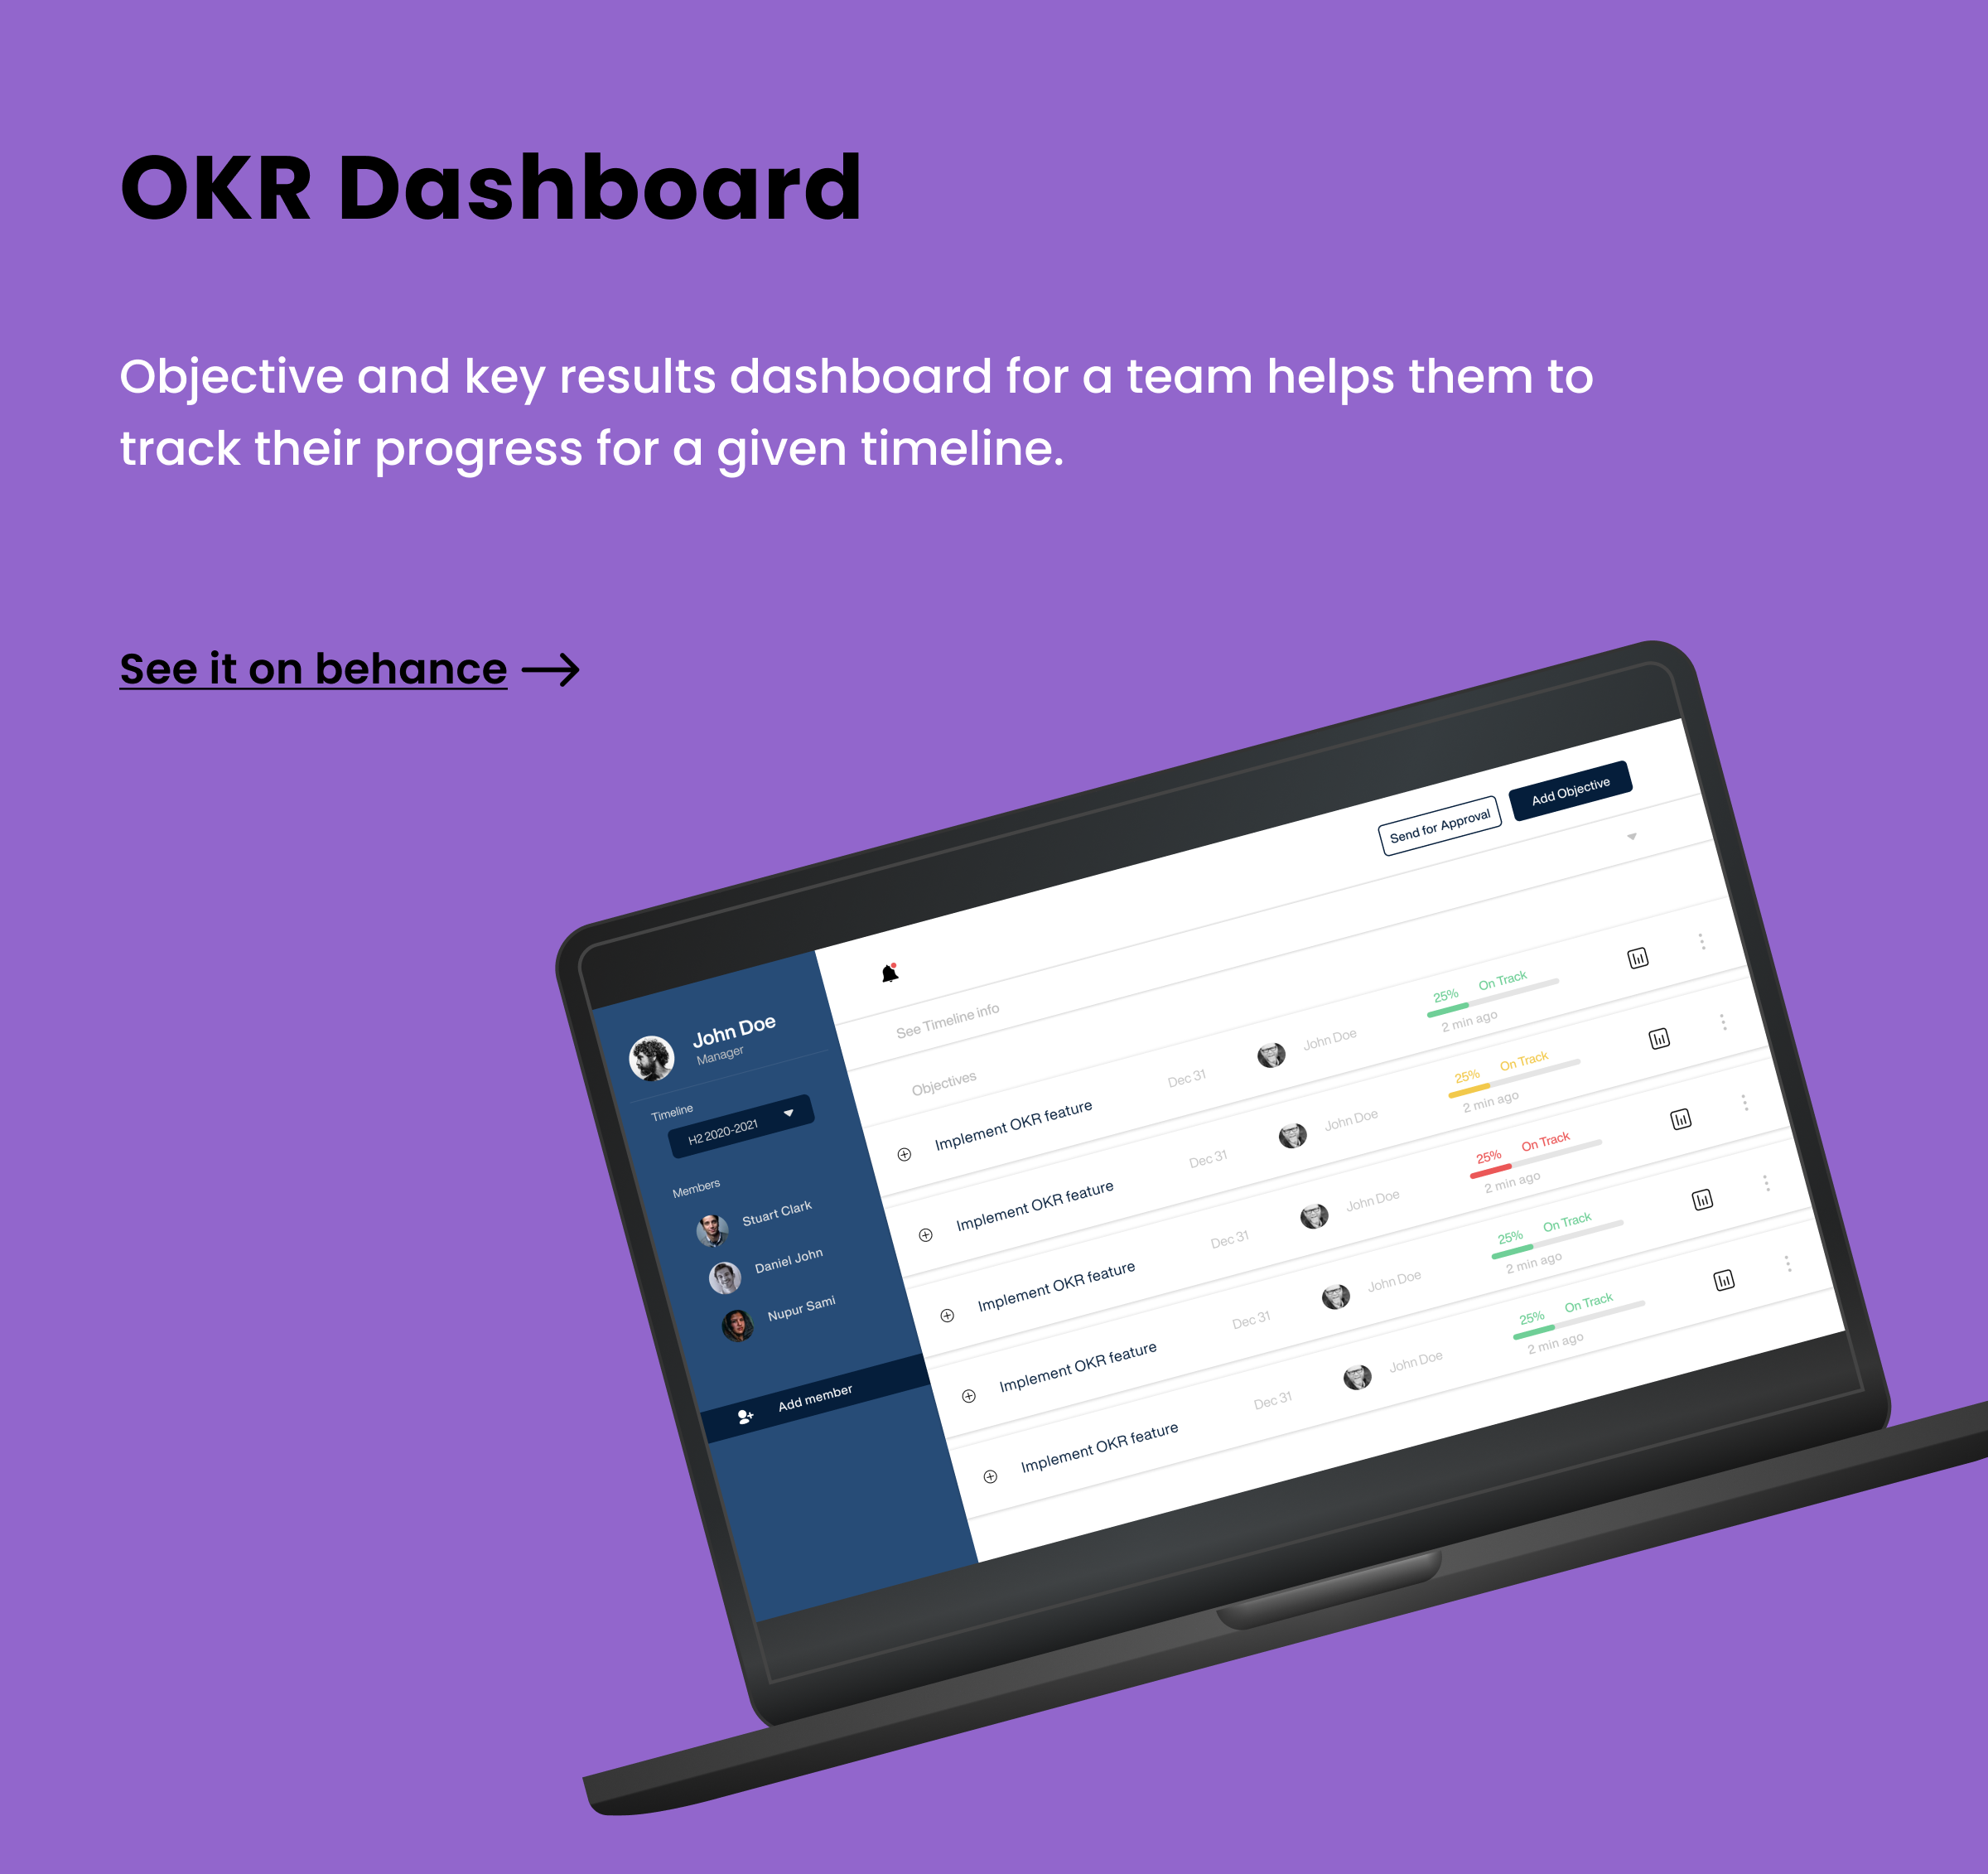 OKR Dashboard
Objective and key results dashboard for a team helps them to
track their progress for a given timeline.
See it on behance
John Doe
Manager
Timeline
H2 2020-2021
Members
Stuart Clark
Daniel John
Nupur Sami
Add member
Send for Approval
Add Objective
See Timeline info
Objectives
Implement OKR feature Dec 31 John Doe 25% On Track
2 min ago
Implement OKR feature Dec 31 John Doe 25% On Track
2 min ago
Implement OKR feature Dec 31 John Doe 25% On Track
2 min ago
Implement OKR feature Dec 31 John Doe 25% On Track
2 min ago
Implement OKR feature Dec 31 John Doe 25% On Track
2 min ago